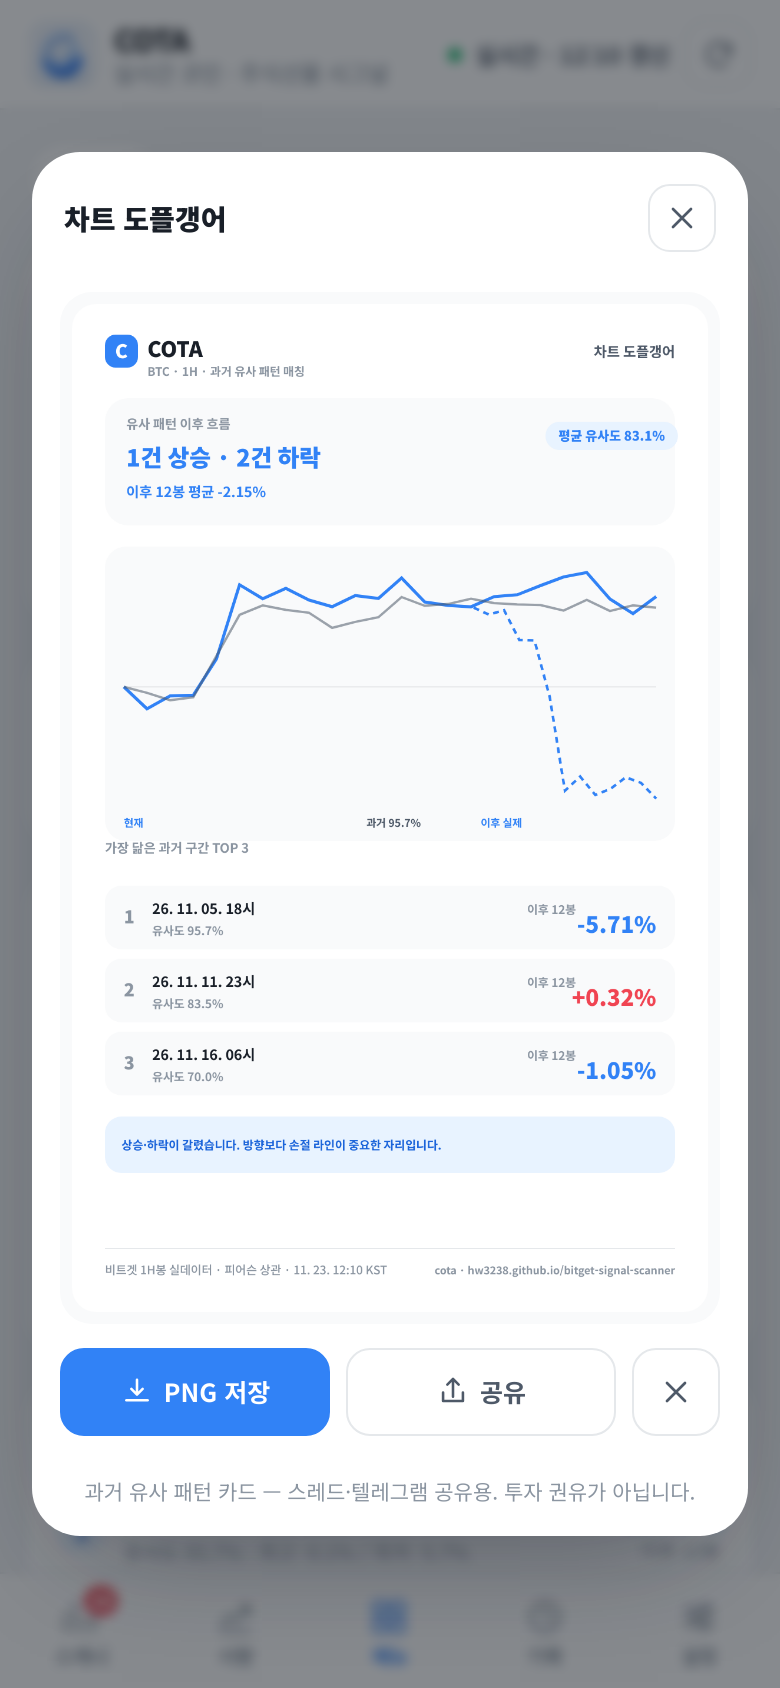 COTA
차트 도플갱어
C COTA
차트 도플갱어
BTC · 1H · 과거 유사 패턴 매칭
유사 패턴 이후 흐름
평균 유사도 83.1%
1건 상승 · 2건 하락
이후 12봉 평균 -2.15%
현재 과거 95.7% 이후 실제
가장 닮은 과거 구간 TOP 3
1 26. 11. 05. 18시 이후 12봉 -5.71%
유사도 95.7%
2 26. 11. 11. 23시 이후 12봉 +0.32%
유사도 83.5%
3 26. 11. 16. 06시 이후 12봉 -1.05%
유사도 70.0%
상승·하락이 갈렸습니다. 방향보다 손절 라인이 중요한 자리입니다.
비트겟 1H봉 실데이터 · 피어슨 상관 · 11. 23. 12:10 KST cota · hw3238.github.io/bitget-signal-scanner
PNG 저장 공유
과거 유사 패턴 카드 — 스레드·텔레그램 공유용. 투자 권유가 아닙니다.